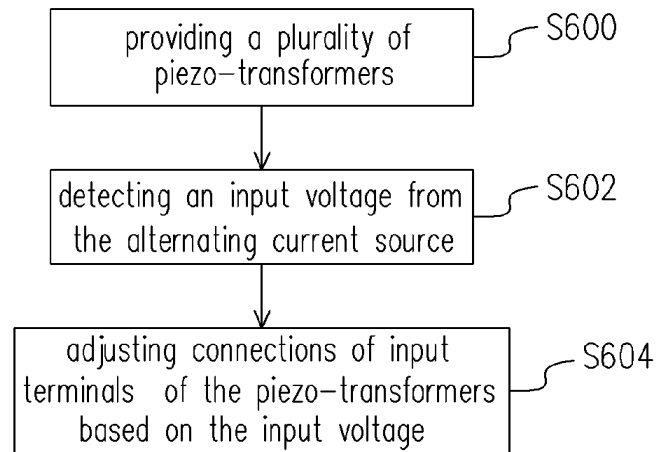 providing a plurality of
piezo-transformers
S600
detecting an input voltage from
the alternating current source
S602
adjusting connections of input
terminals of the piezo-transformers
based on the input voltage
S604